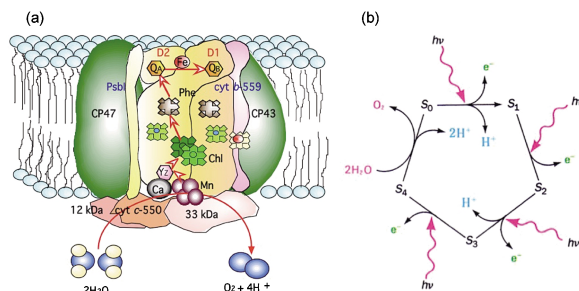 (a)
D2 D1
QA Fe QB
PsbI Phe cyt b-559
CP47 CP43
Chl
YZ
Ca Mn
12 kDa cyt c-550 33 kDa
2H2O O2 + 4H+
(b)
hν e- hν
O2 S0 S1
2H+ H+
2H2O e-
S4 S2
H+
e- S3 e- hν
hν